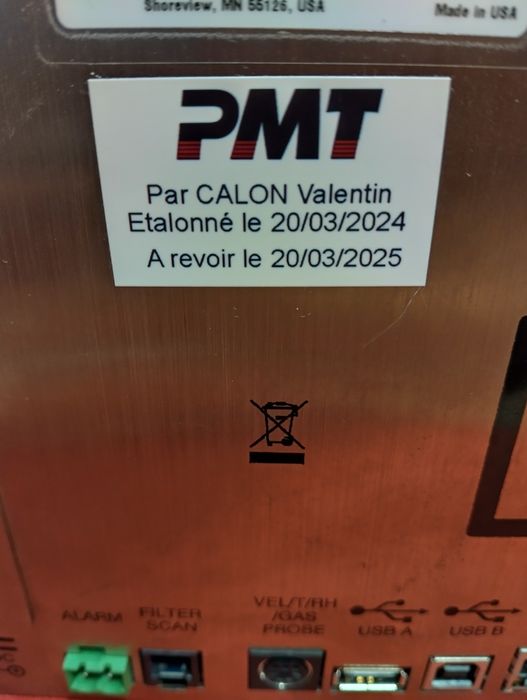 Shoreview, MN 55126, USA
Made in USA
PMT
Par CALON Valentin
Etalonné le 20/03/2024
A revoir le 20/03/2025
ALARM
FILTER
SCAN
VEL/T/RH
/GAS
PROBE
USB A
USB B